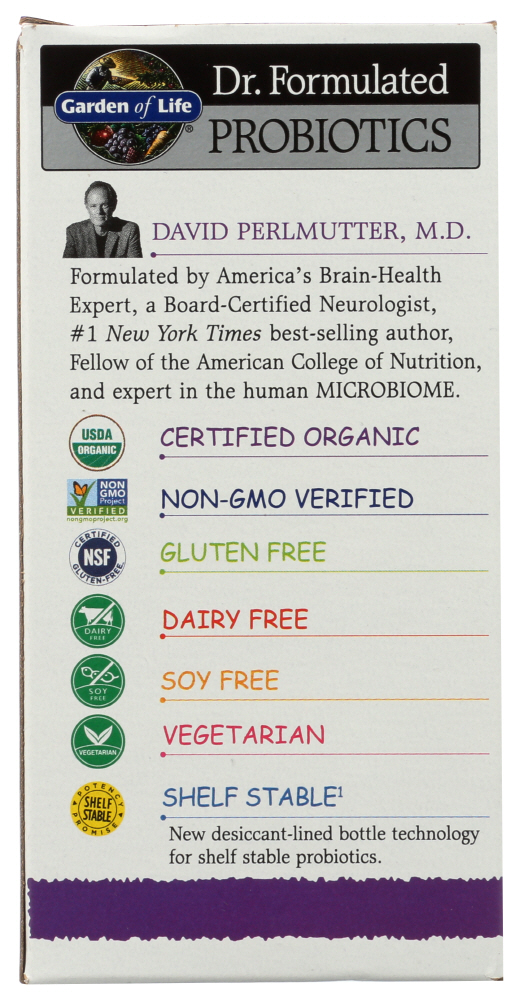 Garden of Life
®
Dr. Formulated
PROBIOTICS
DAVID PERLMUTTER, M.D.
Formulated by America's Brain-Health
Expert, a Board-Certified Neurologist,
#1 New York Times best-selling author,
Fellow of the American College of Nutrition,
and expert in the human MICROBIOME.
USDA
ORGANIC
CERTIFIED ORGANIC
NON
GMO
Project
VERIFIED
nongmoproject.org
NON-GMO VERIFIED
CERTIFIED
NSF
GLUTEN-FREE
GLUTEN FREE
DAIRY
FREE
DAIRY FREE
SOY
FREE
SOY FREE
VEGETARIAN
VEGETARIAN
POTENCY
SHELF
STABLE
PROMISE
SHELF STABLE¹
New desiccant-lined bottle technology
for shelf stable probiotics.